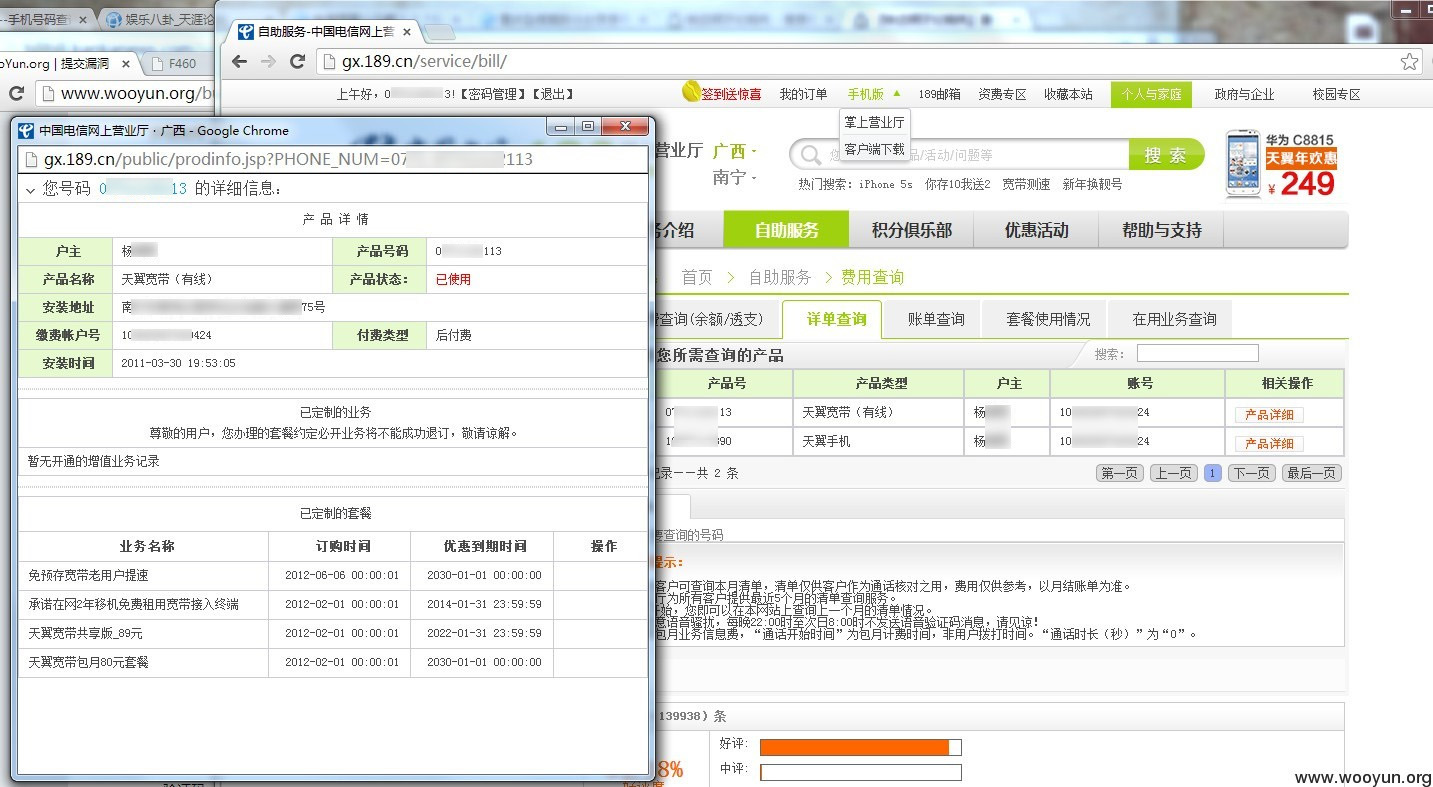 --手机号码查
娱乐八卦_天涯论
自助服务-中国电信网上营
oYun.org | 提交漏洞
F460
gx.189.cn/service/bill/
www.wooyun.org/bu
上午好,0 3!【密码管理】【退出】
签到送惊喜 我的订单 手机版 189邮箱 资费专区 收藏本站 个人与家庭 政府与企业 校园专区
掌上营业厅
客户端下载
营业厅 广西
南宁
品/活动/问题等
搜 索
热门搜索: iPhone 5s 你存10我送2 宽带测速 新年换靓号
华为 C8815
天翼年欢惠
¥ 249
介绍 自助服务 积分俱乐部 优惠活动 帮助与支持
首页 > 自助服务 > 费用查询
查询(余额/透支) 详单查询 账单查询 套餐使用情况 在用业务查询
您所需查询的产品
搜索:
产品号 产品类型 户主 账号 相关操作
07 13 天翼宽带（有线） 杨 10 24 产品详细
1 390 天翼手机 杨 10 24 产品详细
记录--共 2 条
第一页 上一页 1 下一页 最后一页
要查询的号码
提示:
客户可查询本月清单，清单仅供客户作为通话核对之用，费用仅供参考，以月结账单为准。
厅为所有客户提供最近5个月的清单查询服务。
开始，您即可以在本网站上查询上一个月的清单情况。
意语音骚扰，每晚22:00时至次日8:00时不发送语音验证码消息，请见谅!
包月业务信息费，“通话开始时间”为包月计费时间，非用户拨打时间。“通话时长（秒）”为“0”。
139938）条
好评:
中评:
8%
中国电信网上营业厅 · 广西 - Google Chrome
gx.189.cn/public/prodinfo.jsp?PHONE_NUM=07 2113
您号码 0 13 的详细信息:
产 品 详 情
户主 杨 产品号码 0 113
产品名称 天翼宽带（有线） 产品状态: 已使用
安装地址 南 75号
缴费帐户号 10 0424 付费类型 后付费
安装时间 2011-03-30 19:53:05
已定制的业务
尊敬的用户，您办理的套餐约定必开业务将不能成功退订，敬请谅解。
暂无开通的增值业务记录
已定制的套餐
业务名称 订购时间 优惠到期时间 操作
免预存宽带老用户提速 2012-06-06 00:00:01 2030-01-01 00:00:00
承诺在网2年移机免费租用宽带接入终端 2012-02-01 00:00:01 2014-01-31 23:59:59
天翼宽带共享版_89元 2012-02-01 00:00:01 2022-01-31 23:59:59
天翼宽带包月80元套餐 2012-02-01 00:00:01 2030-01-01 00:00:00
www.wooyun.org